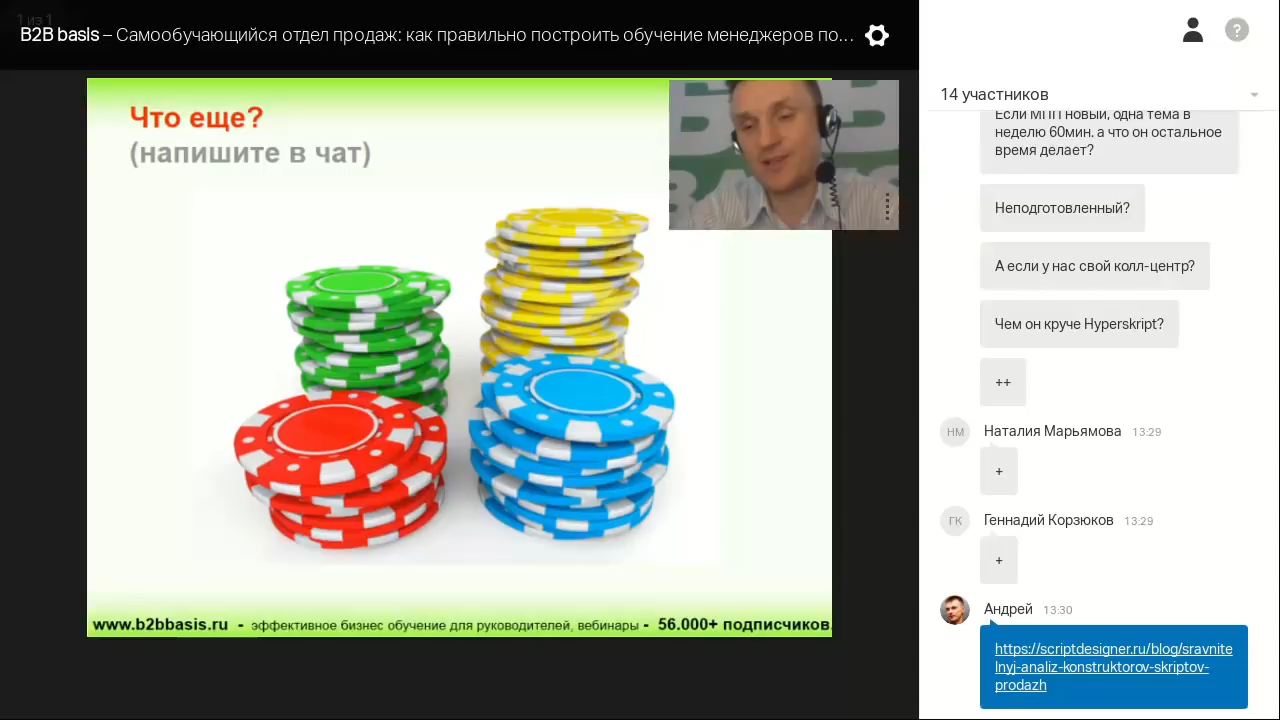 1 из 1
B2B basis – Самообучающийся отдел продаж: как правильно построить обучение менеджеров по...
Что еще?
(напишите в чат)
www.b2bbasis.ru - эффективное бизнес обучение для руководителей, вебинары - 56.000+ подписчиков
?
14 участников
Если МПП новый, одна тема в
неделю 60мин. а что он остальное
время делает?
Неподготовленный?
А если у нас свой колл-центр?
Чем он круче Hyperskript?
++
НМ
Наталия Марьямова 13:29
+
ГК
Геннадий Корзюков 13:29
+
Андрей 13:30
https://scriptdesigner.ru/blog/sravnite
lnyj-analiz-konstruktorov-skriptov-
prodazh